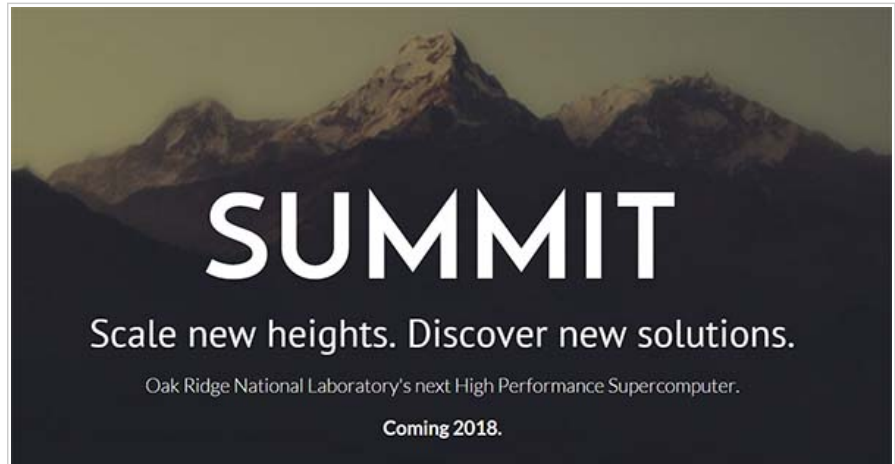 SUMMIT
Scale new heights. Discover new solutions.
Oak Ridge National Laboratory's next High Performance Supercomputer.
Coming 2018.